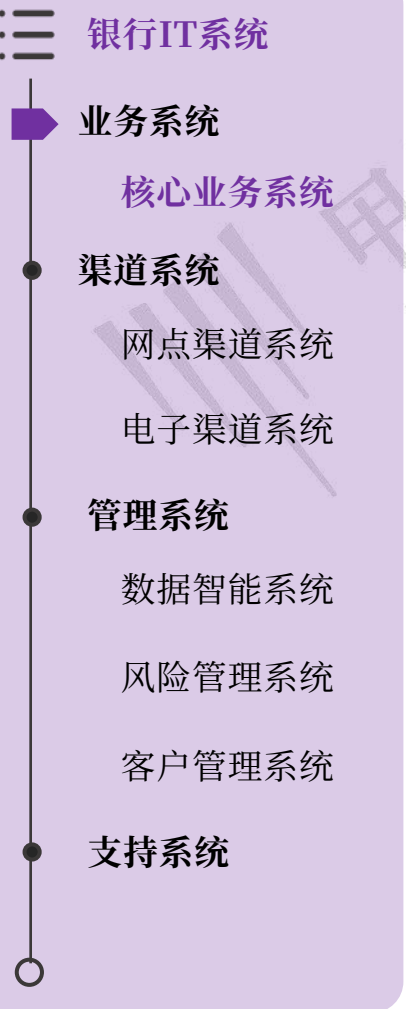 银行IT系统
业务系统
核心业务系统
渠道系统
网点渠道系统
电子渠道系统
管理系统
数据智能系统
风险管理系统
客户管理系统
支持系统
甲